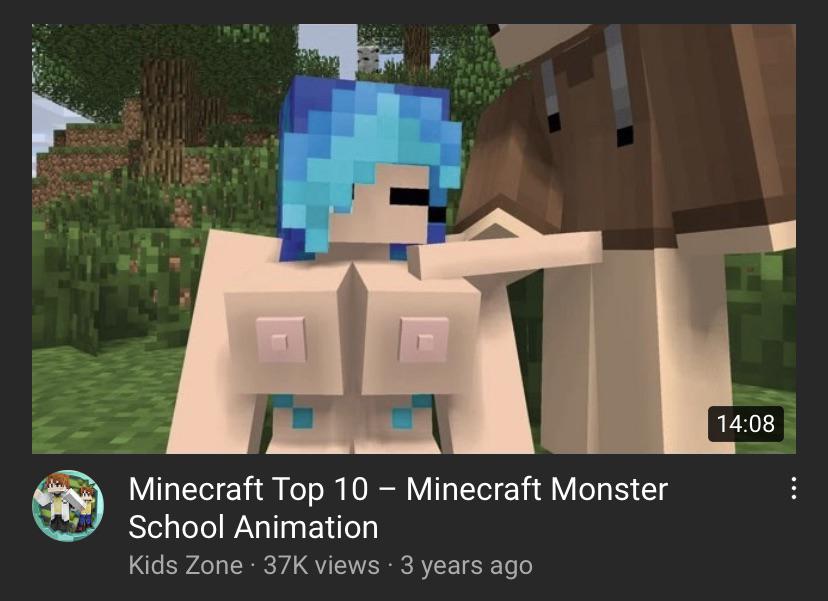 14:08
Minecraft Top 10 – Minecraft Monster
School Animation
Kids Zone · 37K views · 3 years ago